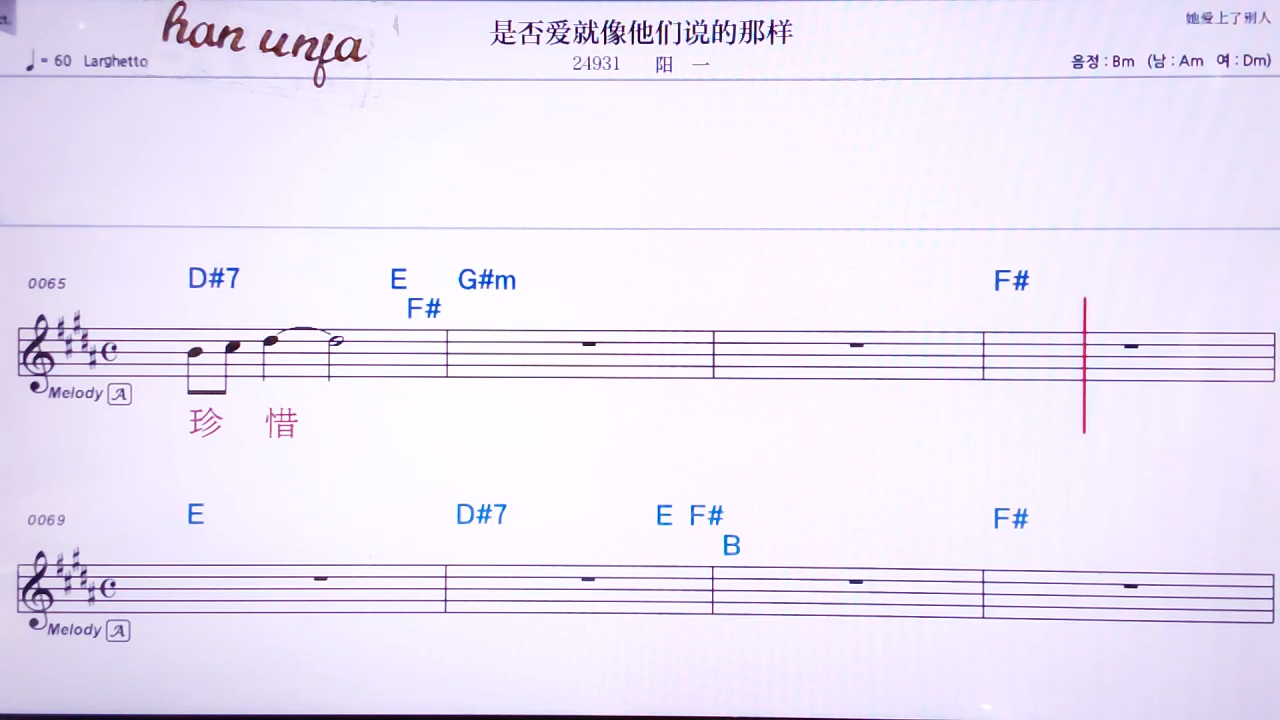 han unfa
是否爱就像他们说的那样
她爱上了别人
♩= 60 Larghetto
24931 阳一
음정 : Bm (남 : Am 여 : Dm)
0065 D#7 E F# G#m F#
Melody A
珍 惜
0069 E D#7 E F# B F#
Melody A